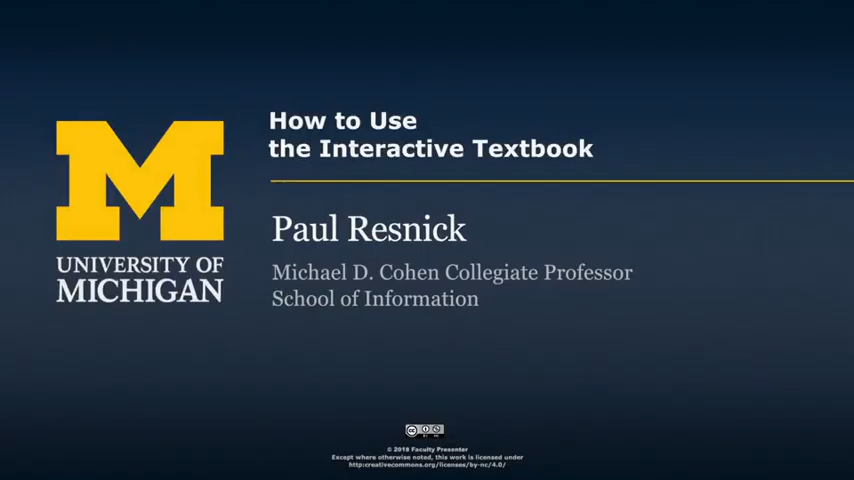 How to Use
the Interactive Textbook
Paul Resnick
Michael D. Cohen Collegiate Professor
School of Information
M
UNIVERSITY OF
MICHIGAN
© 2018 Faculty Presenter
Except where otherwise noted, this work is licensed under
http:creativecommons.org/licenses/by-nc/4.0/